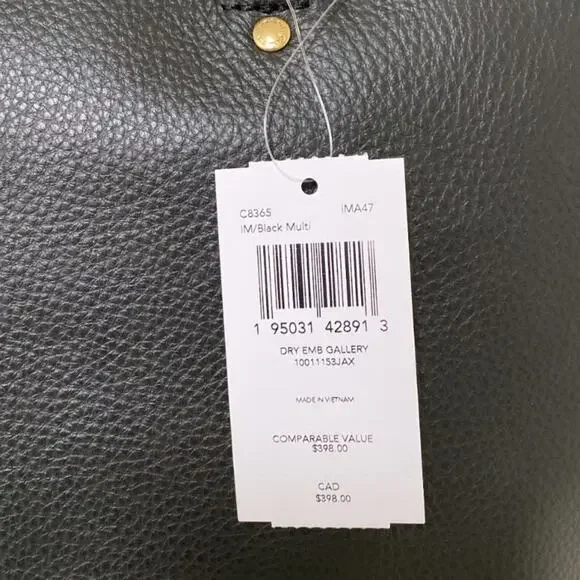 C8365 IMA47
IM/Black Multi
1 95031 42891 3
DRY EMB GALLERY
10011153JAX
MADE IN VIETNAM
COMPARABLE VALUE
$398.00
CAD
$398.00